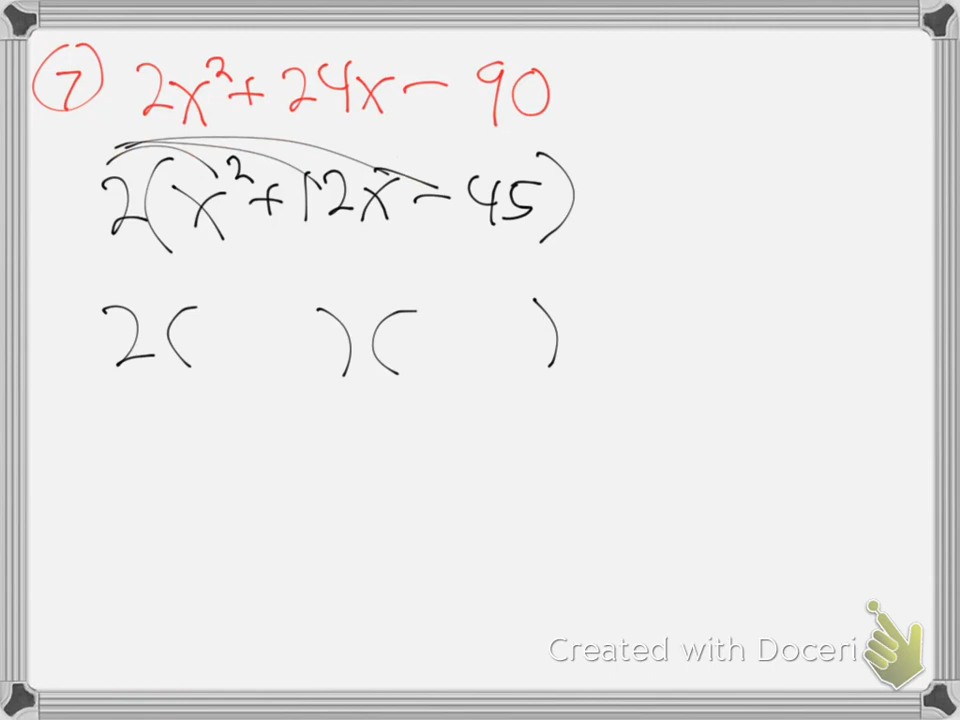 7 2x² + 24x - 90
2(x² + 12x - 45)
2( )( )
Created with Doceri